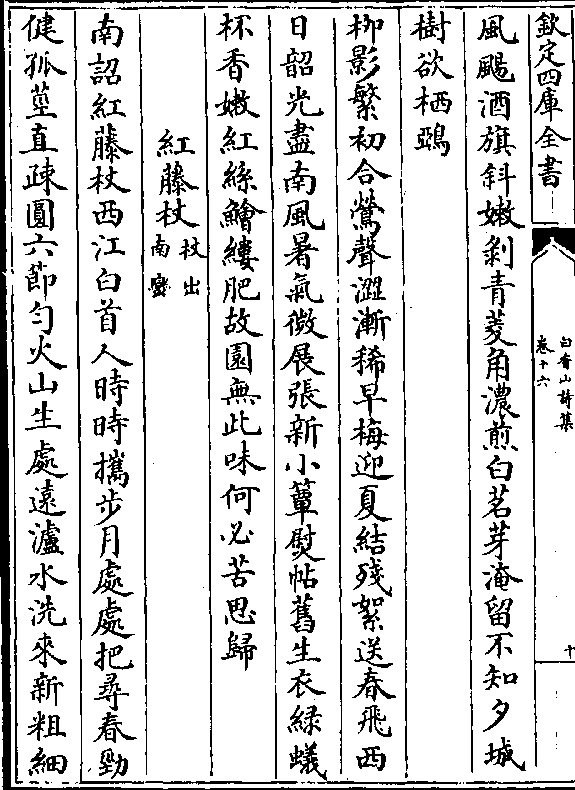 欽定四庫全書
白香山詩集
卷十六
十
風颺酒旗斜嫩剝青菱角濃煎白茗芽淹留不知夕城
樹欲栖鵶
柳影繁初合鶯聲澀漸稀早梅迎夏結殘絮送春飛西
日韶光盡南風暑氣微展張新小簟熨帖舊生衣綠蟻
杯香嫩紅絲鱠縷肥故園無此味何必苦思歸
紅藤杖杖出南蠻
南詔紅藤杖西江白首人時時攜步月處處把尋春勁
健孤莖直疎圓六節勻火山生處遠瀘水洗來新粗細